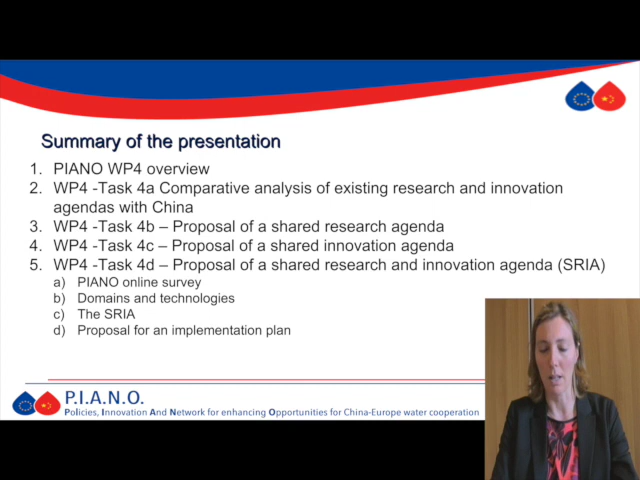 Summary of the presentation
1. PIANO WP4 overview
2. WP4 -Task 4a Comparative analysis of existing research and innovation
agendas with China
3. WP4 -Task 4b – Proposal of a shared research agenda
4. WP4 -Task 4c – Proposal of a shared innovation agenda
5. WP4 -Task 4d – Proposal of a shared research and innovation agenda (SRIA)
a) PIANO online survey
b) Domains and technologies
c) The SRIA
d) Proposal for an implementation plan
P.I.A.N.O.
Policies, Innovation And Network for enhancing Opportunities for China-Europe water cooperation